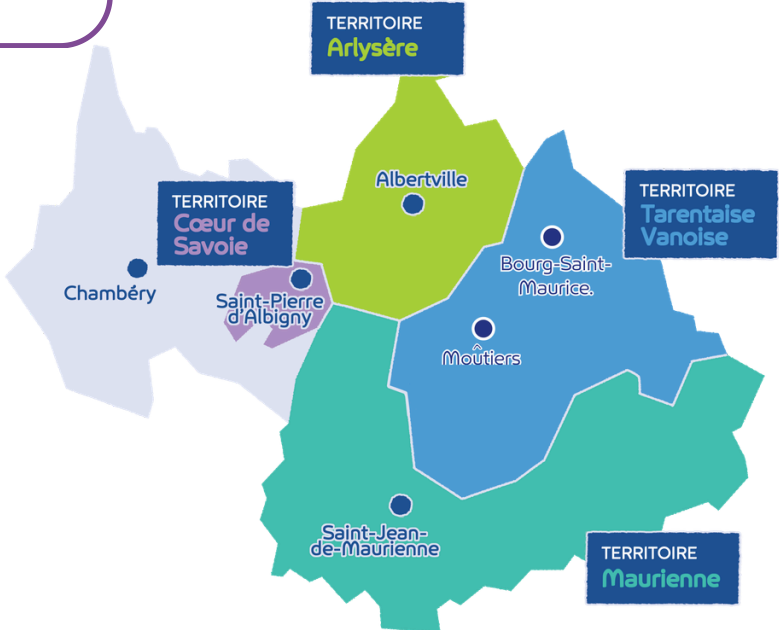 TERRITOIRE
Arlysère
Albertville
TERRITOIRE
Cœur de
Savoie
TERRITOIRE
Tarentaise
Vanoise
Bourg-Saint-
Maurice.
Chambéry
Saint-Pierre
d'Albigny
Moûtiers
Saint-Jean-
de-Maurienne
TERRITOIRE
Maurienne